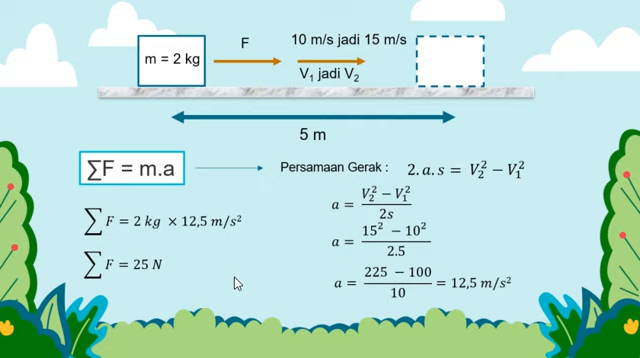 F
10 m/s jadi 15 m/s
m = 2 kg
V₁ jadi V₂
5 m
∑F = m.a
Persamaan Gerak : 2. a. s = V₂² − V₁²
a = (V₂² − V₁²) / 2s
∑ F = 2 kg × 12,5 m/s²
a = (15² − 10²) / 2.5
∑ F = 25 N
a = (225 − 100) / 10 = 12,5 m/s²